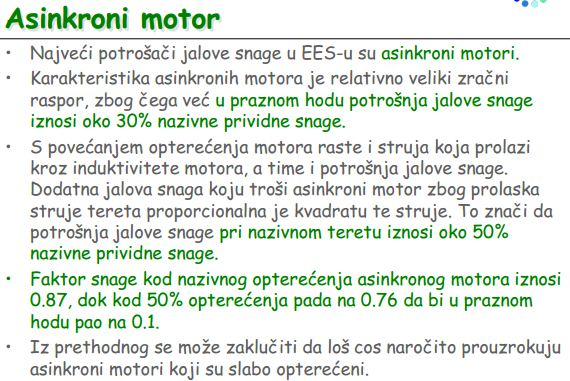 Asinkroni motor
• Najveći potrošači jalove snage u EES-u su asinkroni motori.
• Karakteristika asinkronih motora je relativno veliki zračni
raspor, zbog čega već u praznom hodu potrošnja jalove snage
iznosi oko 30% nazivne prividne snage.
• S povećanjem opterećenja motora raste i struja koja prolazi
kroz induktivitete motora, a time i potrošnja jalove snage.
Dodatna jalova snaga koju troši asinkroni motor zbog prolaska
struje tereta proporcionalna je kvadratu te struje. To znači da
potrošnja jalove snage pri nazivnom teretu iznosi oko 50%
nazivne prividne snage.
• Faktor snage kod nazivnog opterećenja asinkronog motora iznosi
0.87, dok kod 50% opterećenja pada na 0.76 da bi u praznom
hodu pao na 0.1.
• Iz prethodnog se može zaklučiti da loš cos naročito prouzrokuju
asinkroni motori koji su slabo opterećeni.